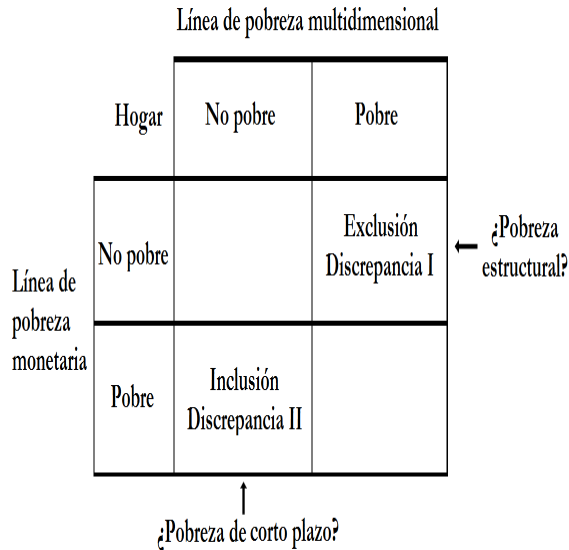 Línea de pobreza multidimensional
Hogar
No pobre
Pobre
Línea de
pobreza
monetaria
No pobre
Exclusión
Discrepancia I
¿Pobreza
estructural?
Pobre
Inclusión
Discrepancia II
¿Pobreza de corto plazo?